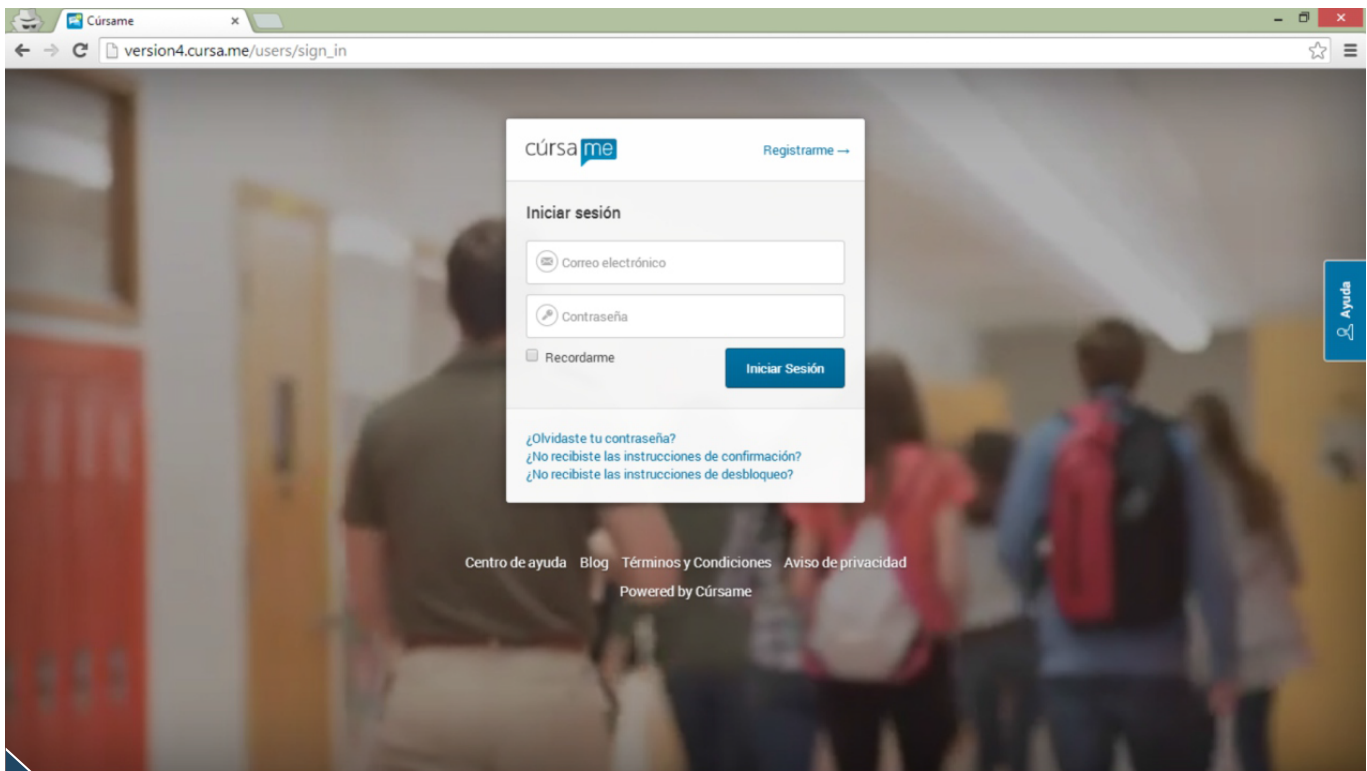 Cúrsame
version4.cursa.me/users/sign_in
cúrsame
Registrarme →
Iniciar sesión
Correo electrónico
Contraseña
Recordarme
Iniciar Sesión
¿Olvidaste tu contraseña?
¿No recibiste las instrucciones de confirmación?
¿No recibiste las instrucciones de desbloqueo?
Ayuda
Centro de ayuda Blog Términos y Condiciones Aviso de privacidad
Powered by Cúrsame